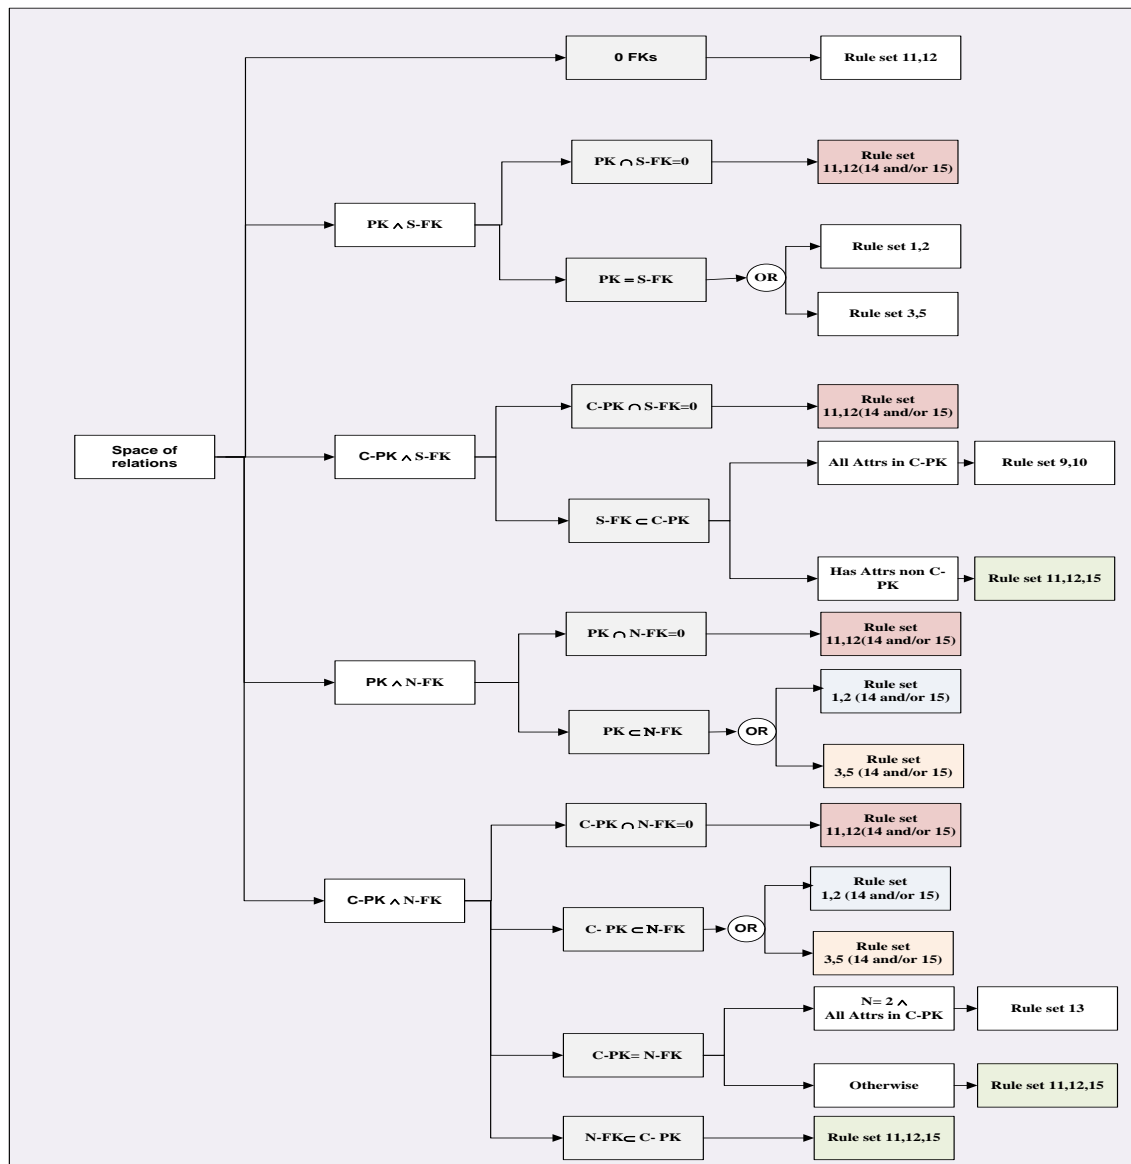 0 FKs
Rule set 11,12
PK ∩ S-FK=0
Rule set
11,12(14 and/or 15)
PK ∧ S-FK
Rule set 1,2
PK = S-FK
OR
Rule set 3,5
C-PK ∩ S-FK=0
Rule set
11,12(14 and/or 15)
Space of
relations
C-PK ∧ S-FK
All Attrs in C-PK
Rule set 9,10
S-FK ⊂ C-PK
Has Attrs non C-
PK
Rule set 11,12,15
PK ∩ N-FK=0
Rule set
11,12(14 and/or 15)
PK ∧ N-FK
Rule set
1,2 (14 and/or 15)
PK ⊂ N-FK
OR
Rule set
3,5 (14 and/or 15)
C-PK ∩ N-FK=0
Rule set
11,12(14 and/or 15)
C-PK ∧ N-FK
Rule set
1,2 (14 and/or 15)
C- PK ⊂ N-FK
OR
Rule set
3,5 (14 and/or 15)
N= 2 ∧
All Attrs in C-PK
Rule set 13
C-PK= N-FK
Otherwise
Rule set 11,12,15
N-FK⊂ C- PK
Rule set 11,12,15